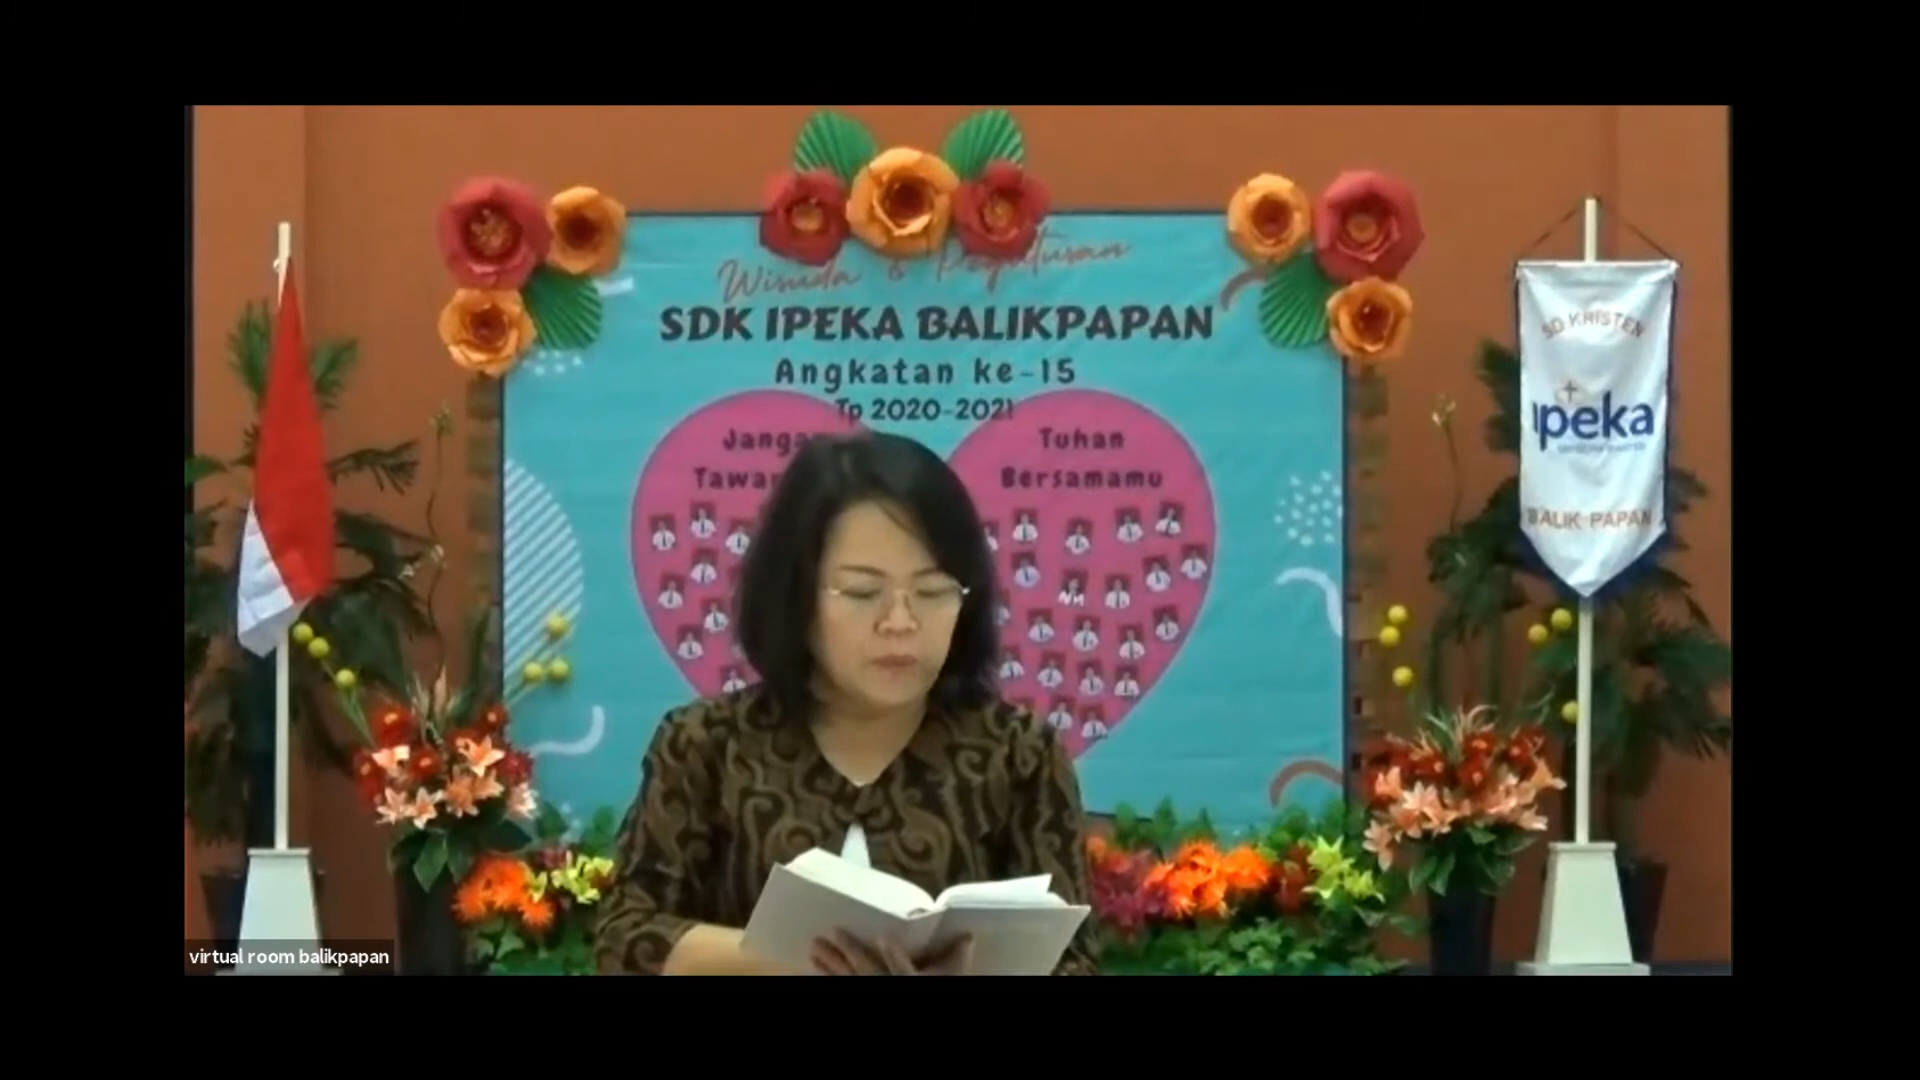 Wisuda & Pengutusan
SDK IPEKA BALIKPAPAN
Angkatan ke-15
Tp 2020-2021
Tuhan
Bersamamu
SD KRISTEN
ipeka
BALIK PAPAN
virtual room balikpapan